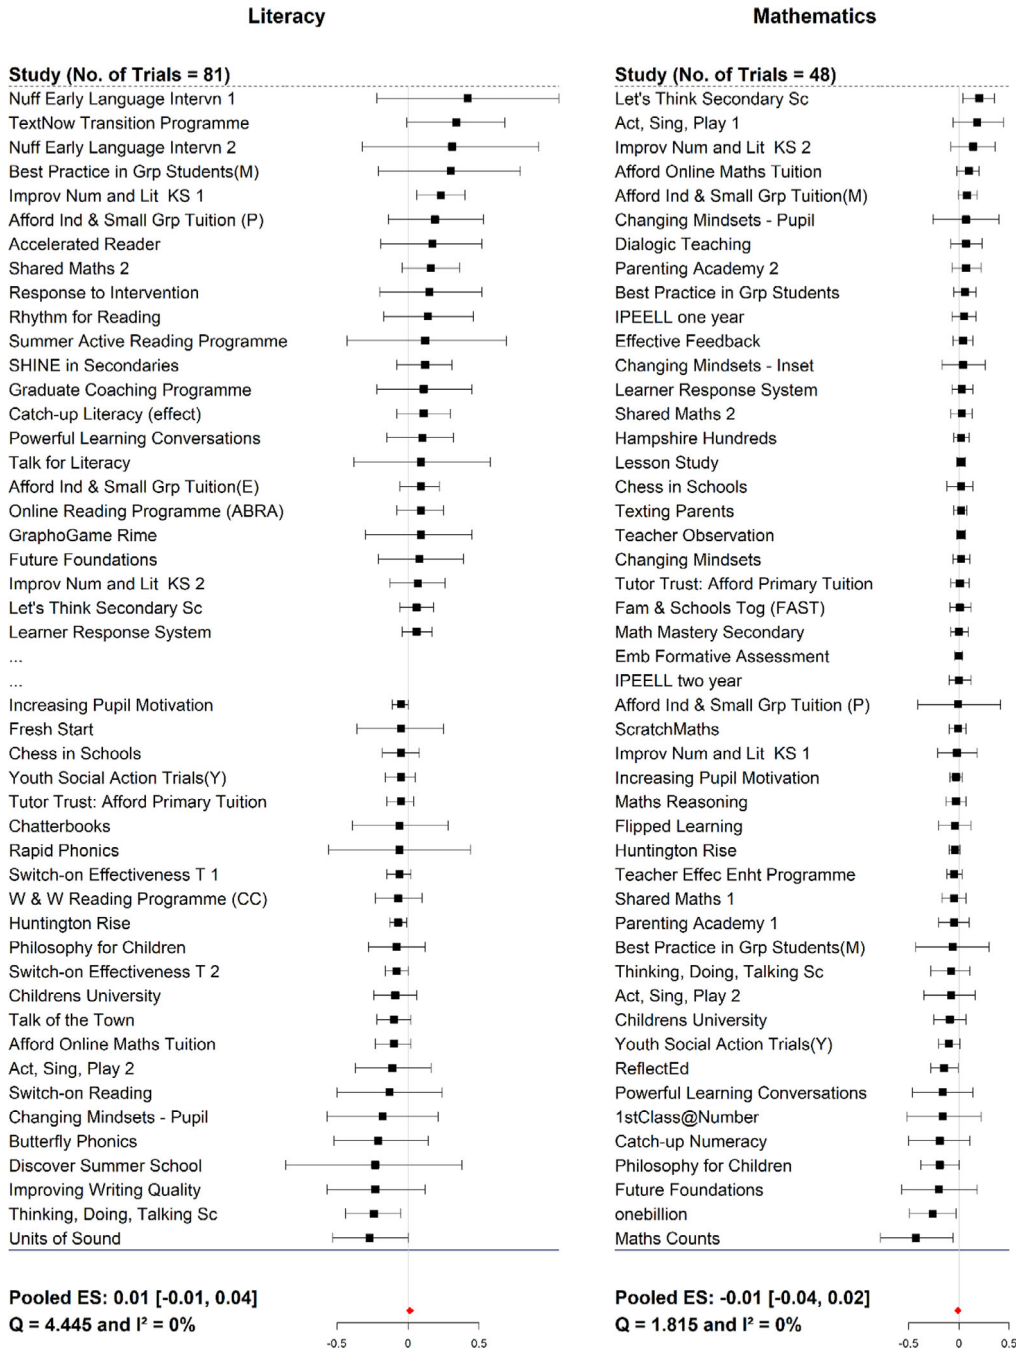 Literacy
Study (No. of Trials = 81)
Nuff Early Language Intervn 1
TextNow Transition Programme
Nuff Early Language Intervn 2
Best Practice in Grp Students(M)
Improv Num and Lit  KS 1
Afford Ind & Small Grp Tuition (P)
Accelerated Reader
Shared Maths 2
Response to Intervention
Rhythm for Reading
Summer Active Reading Programme
SHINE in Secondaries
Graduate Coaching Programme
Catch-up Literacy (effect)
Powerful Learning Conversations
Talk for Literacy
Afford Ind & Small Grp Tuition(E)
Online Reading Programme (ABRA)
GraphoGame Rime
Future Foundations
Improv Num and Lit  KS 2
Let's Think Secondary Sc
Learner Response System
...
...
Increasing Pupil Motivation
Fresh Start
Chess in Schools
Youth Social Action Trials(Y)
Tutor Trust: Afford Primary Tuition
Chatterbooks
Rapid Phonics
Switch-on Effectiveness T 1
W & W Reading Programme (CC)
Huntington Rise
Philosophy for Children
Switch-on Effectiveness T 2
Childrens University
Talk of the Town
Afford Online Maths Tuition
Act, Sing, Play 2
Switch-on Reading
Changing Mindsets - Pupil
Butterfly Phonics
Discover Summer School
Improving Writing Quality
Thinking, Doing, Talking Sc
Units of Sound
Pooled ES: 0.01 [-0.01, 0.04]
Q = 4.445 and I² = 0%
-0.5 0 0.5
Mathematics
Study (No. of Trials = 48)
Let's Think Secondary Sc
Act, Sing, Play 1
Improv Num and Lit  KS 2
Afford Online Maths Tuition
Afford Ind & Small Grp Tuition(M)
Changing Mindsets - Pupil
Dialogic Teaching
Parenting Academy 2
Best Practice in Grp Students
IPEELL one year
Effective Feedback
Changing Mindsets - Inset
Learner Response System
Shared Maths 2
Hampshire Hundreds
Lesson Study
Chess in Schools
Texting Parents
Teacher Observation
Changing Mindsets
Tutor Trust: Afford Primary Tuition
Fam & Schools Tog (FAST)
Math Mastery Secondary
Emb Formative Assessment
IPEELL two year
Afford Ind & Small Grp Tuition (P)
ScratchMaths
Improv Num and Lit  KS 1
Increasing Pupil Motivation
Maths Reasoning
Flipped Learning
Huntington Rise
Teacher Effec Enht Programme
Shared Maths 1
Parenting Academy 1
Best Practice in Grp Students(M)
Thinking, Doing, Talking Sc
Act, Sing, Play 2
Childrens University
Youth Social Action Trials(Y)
ReflectEd
Powerful Learning Conversations
1stClass@Number
Catch-up Numeracy
Philosophy for Children
Future Foundations
onebillion
Maths Counts
Pooled ES: -0.01 [-0.04, 0.02]
Q = 1.815 and I² = 0%
-0.5 0 0.5